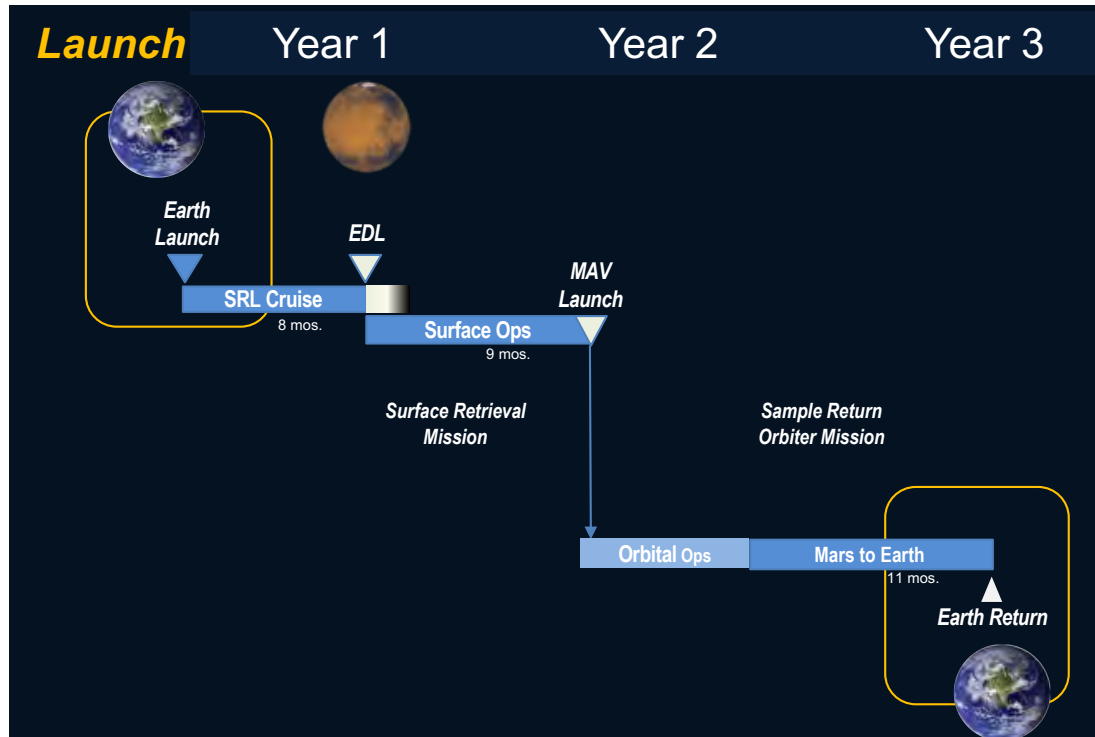 Launch Year 1 Year 2 Year 3
Earth
Launch
EDL
MAV
Launch
SRL Cruise
8 mos.
Surface Ops
9 mos.
Surface Retrieval
Mission
Sample Return
Orbiter Mission
Orbital Ops
Mars to Earth
11 mos.
Earth Return